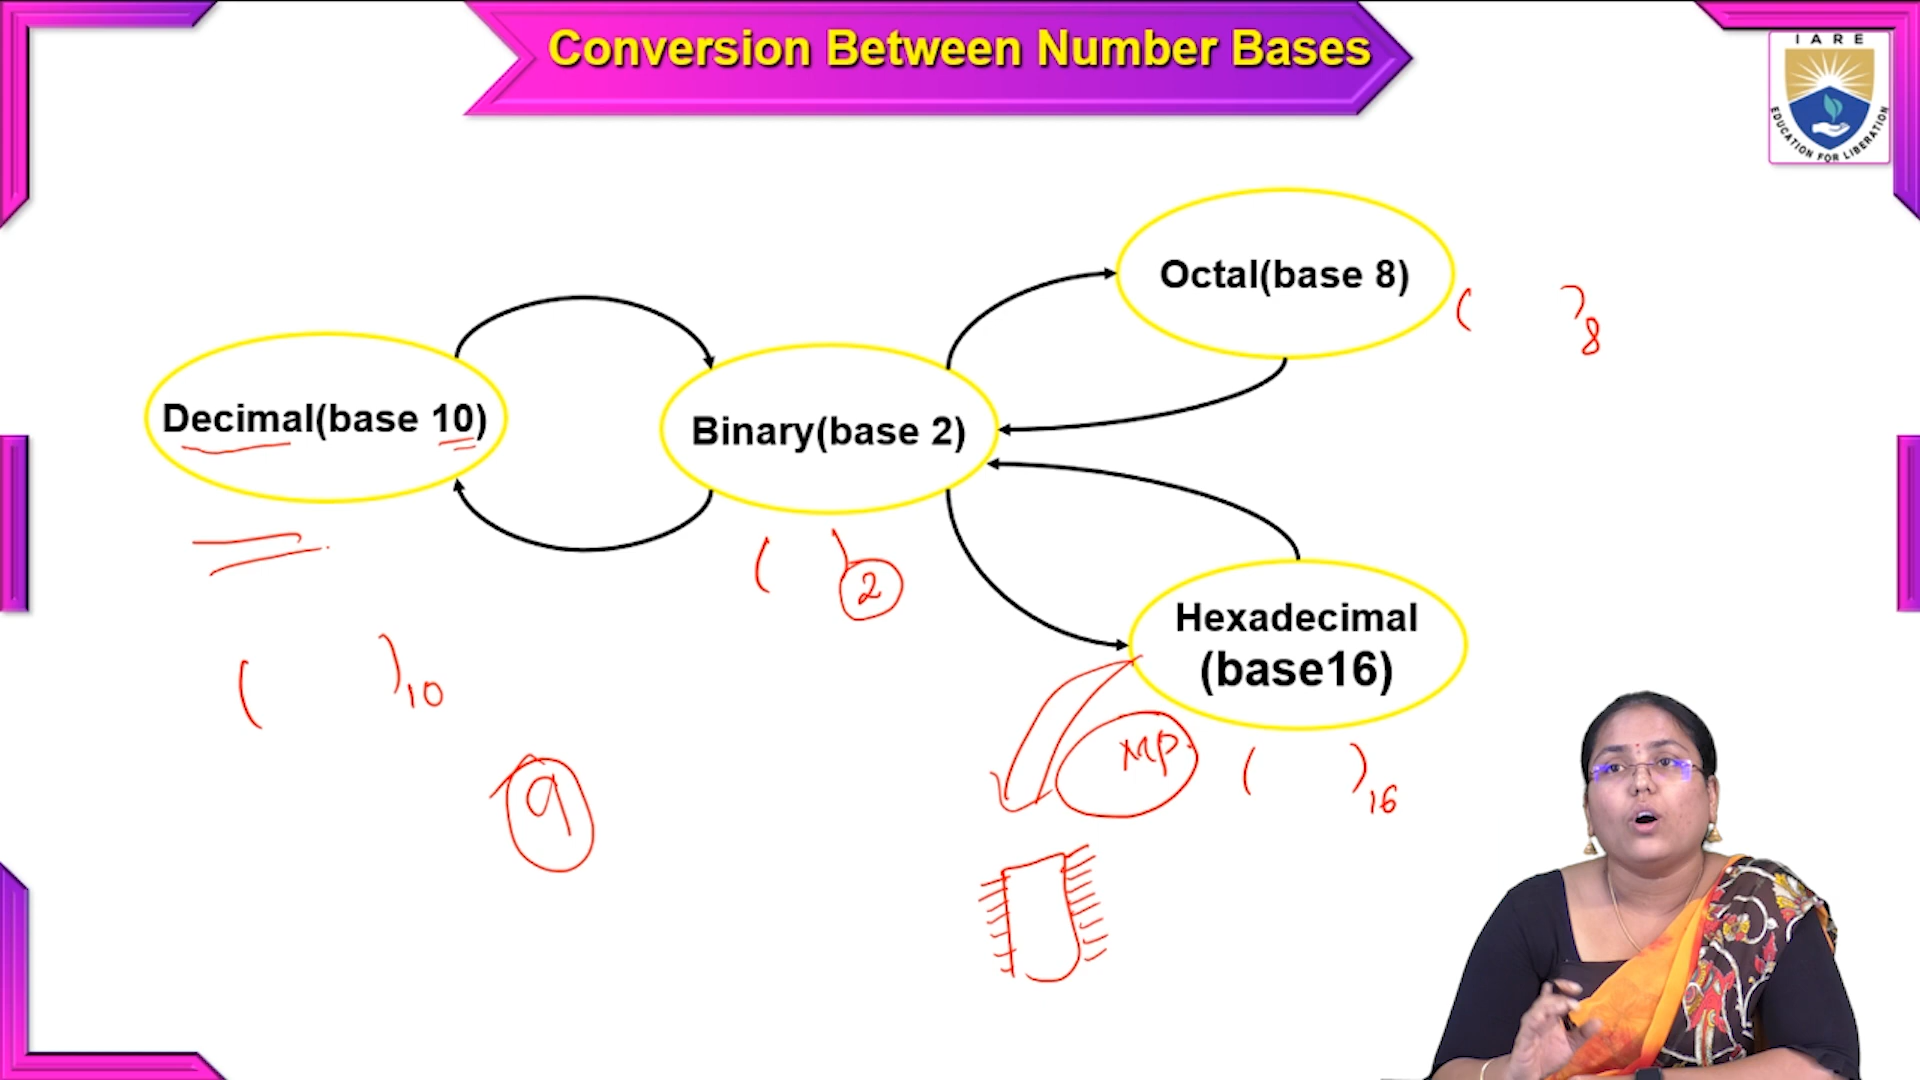 Conversion Between Number Bases
I A R E
EDUCATION FOR LIBERATION
Octal(base 8)
( )8
Decimal(base 10)
Binary(base 2)
( )2
Hexadecimal
(base16)
( )10
MP
( )16
9